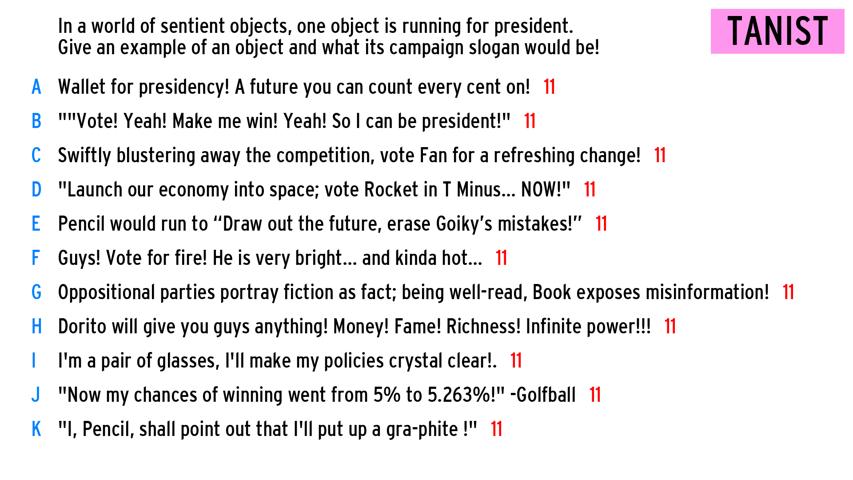 In a world of sentient objects, one object is running for president.
Give an example of an object and what its campaign slogan would be!
TANIST
A Wallet for presidency! A future you can count every cent on! 11
B ""Vote! Yeah! Make me win! Yeah! So I can be president!" 11
C Swiftly blustering away the competition, vote Fan for a refreshing change! 11
D "Launch our economy into space; vote Rocket in T Minus... NOW!" 11
E Pencil would run to “Draw out the future, erase Goiky’s mistakes!” 11
F Guys! Vote for fire! He is very bright... and kinda hot... 11
G Oppositional parties portray fiction as fact; being well-read, Book exposes misinformation! 11
H Dorito will give you guys anything! Money! Fame! Richness! Infinite power!!! 11
I I'm a pair of glasses, I'll make my policies crystal clear!. 11
J "Now my chances of winning went from 5% to 5.263%!" -Golfball 11
K "I, Pencil, shall point out that I'll put up a gra-phite !" 11